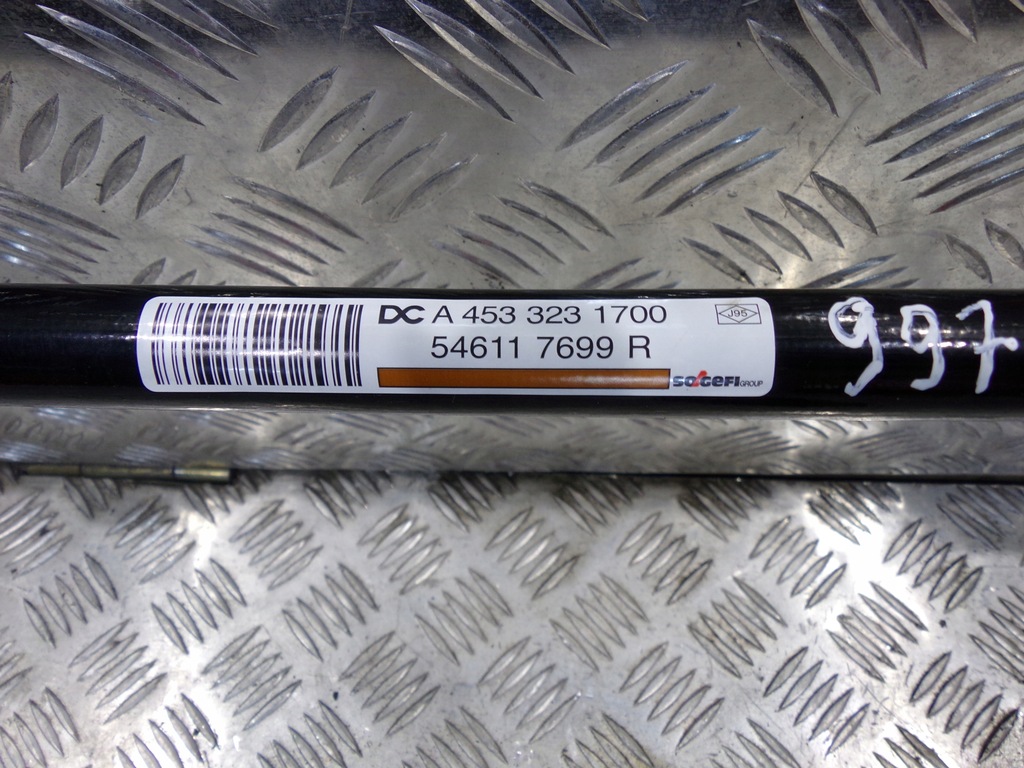 DC A 453 323 1700
J95
54611 7699 R
SOGEFI GROUP
997